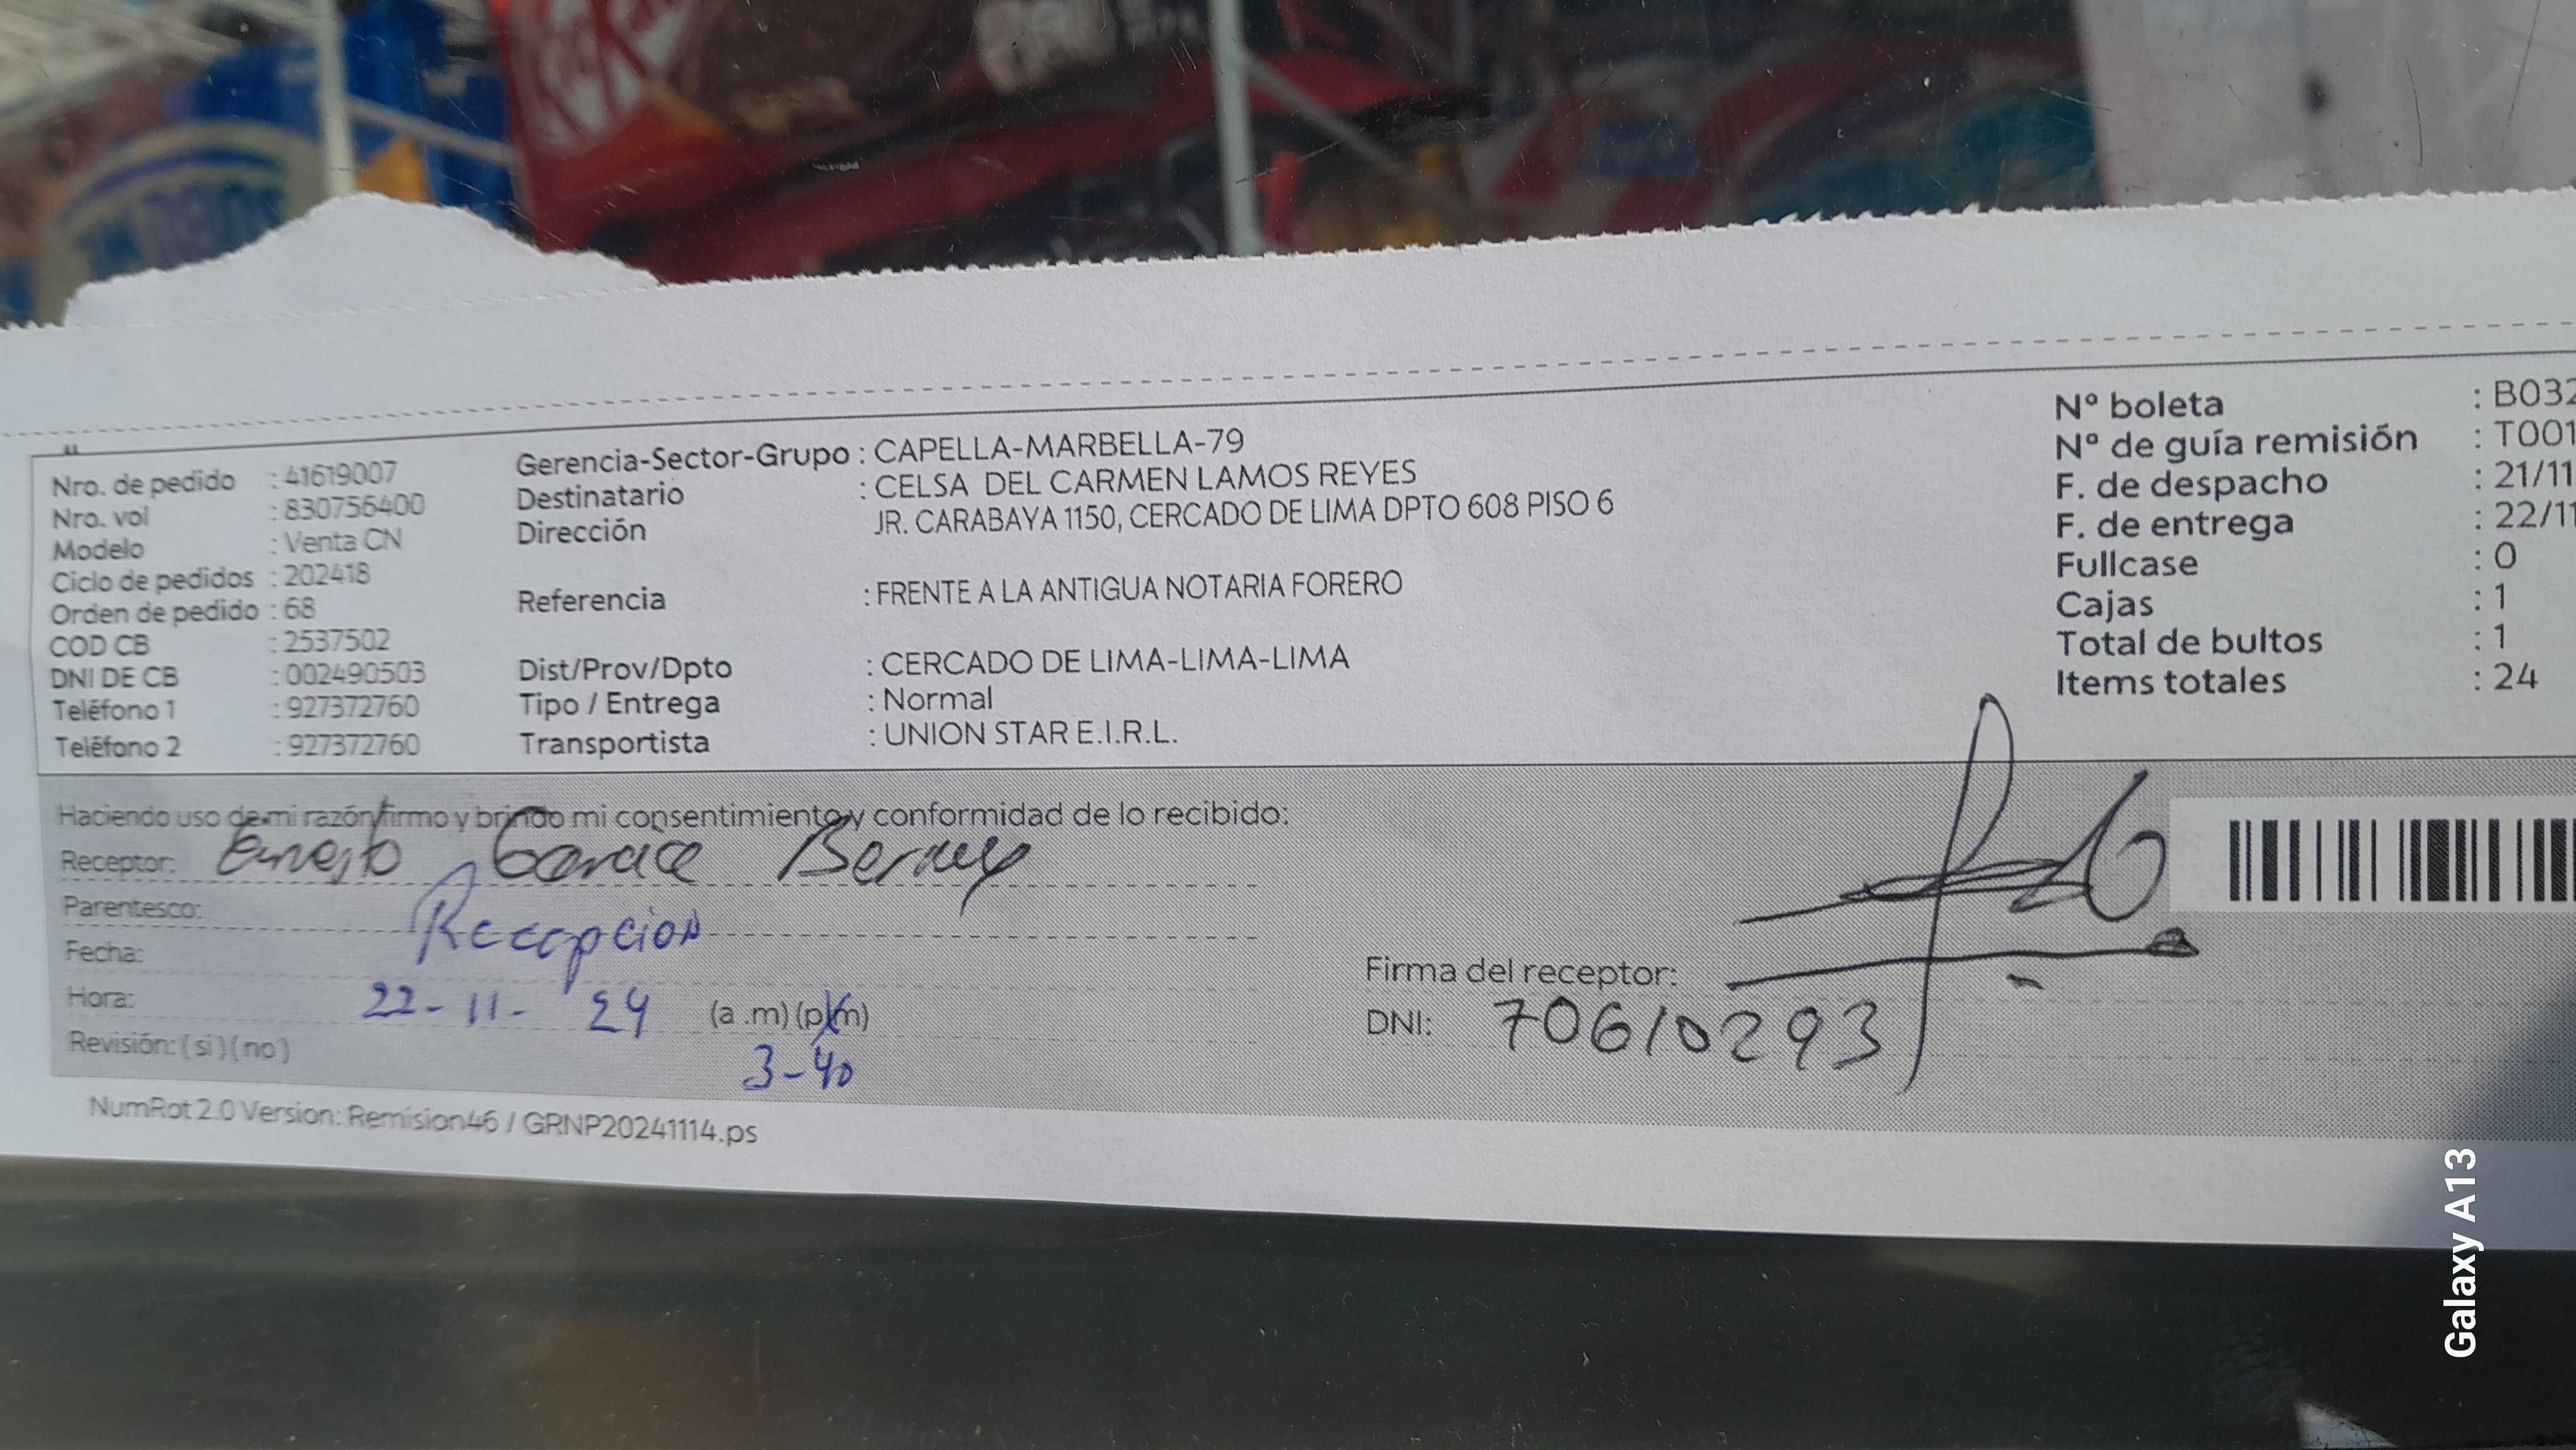 Nro. de pedido : 41619007
Nro. vol : 830756400
Modelo : Venta CN
Ciclo de pedidos : 202418
Orden de pedido : 68
COD CB : 2537502
DNI DE CB : 002490503
Teléfono 1 : 927372760
Teléfono 2 : 927372760
Gerencia-Sector-Grupo : CAPELLA-MARBELLA-79
Destinatario : CELSA DEL CARMEN LAMOS REYES
Dirección JR. CARABAYA 1150, CERCADO DE LIMA DPTO 608 PISO 6
Referencia : FRENTE A LA ANTIGUA NOTARIA FORERO
Dist/Prov/Dpto : CERCADO DE LIMA-LIMA-LIMA
Tipo / Entrega : Normal
Transportista : UNION STAR E.I.R.L.
Nº boleta : B032
Nº de guía remisión : T001
F. de despacho : 21/11
F. de entrega : 22/11
Fullcase : 0
Cajas : 1
Total de bultos : 1
Items totales : 24
Haciendo uso de mi razón firmo y brindo mi consentimiento y conformidad de lo recibido:
Receptor: Ernesto
Parentesco: Recepcion
Fecha:
Hora: 22-11-24 (a.m) (p.m)
Revisión: (si) (no) 3-40
Firma del receptor:
DNI: 70610293
NumRot 2.0 Version: Remision46 / GRNP20241114.ps
Galaxy A13